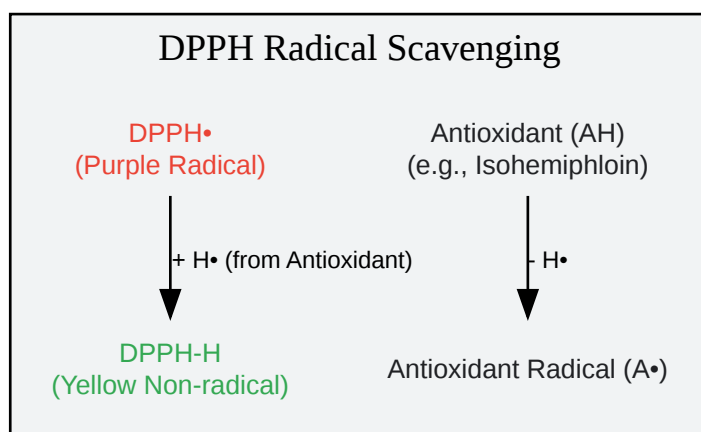 DPPH Radical Scavenging
DPPH•
(Purple Radical)
Antioxidant (AH)
(e.g., Isohemiphloin)
+ H• (from Antioxidant)
- H•
DPPH-H
(Yellow Non-radical)
Antioxidant Radical (A•)